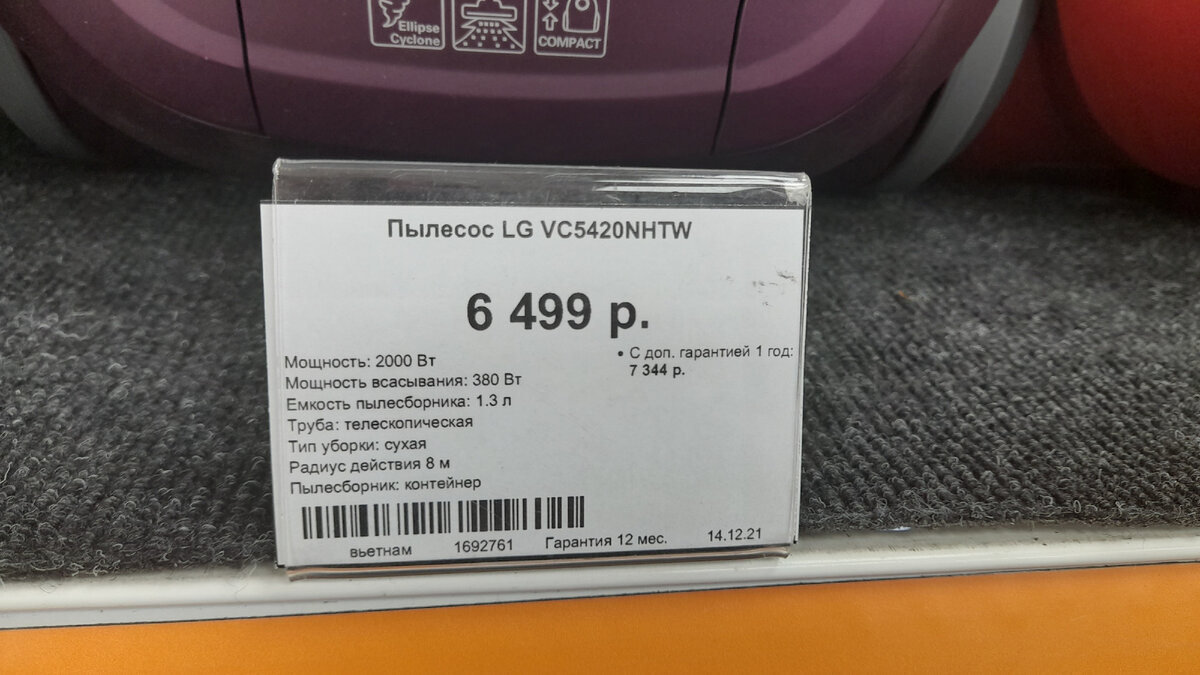 Ellipse
Cyclone
COMPACT
Пылесос LG VC5420NHTW
6 499 р.
• С доп. гарантией 1 год:
7 344 р.
Мощность: 2000 Вт
Мощность всасывания: 380 Вт
Емкость пылесборника: 1.3 л
Труба: телескопическая
Тип уборки: сухая
Радиус действия 8 м
Пылесборник: контейнер
вьетнам 1692761 Гарантия 12 мес. 14.12.21